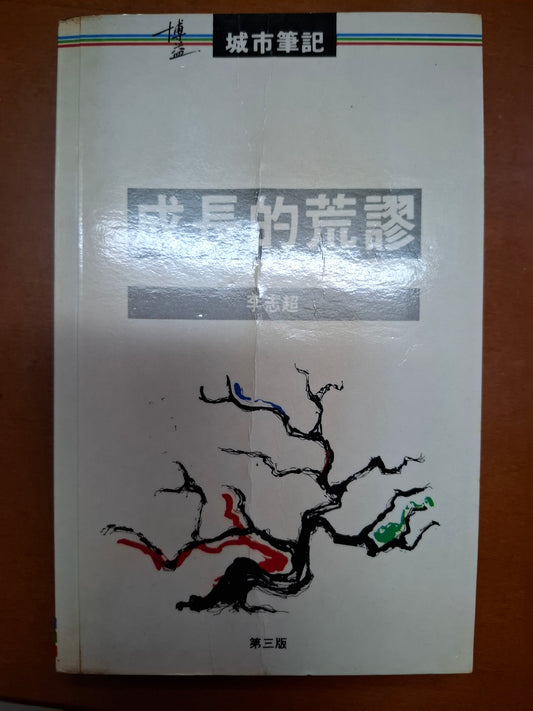 博益
城市筆記
成長的荒謬
李志超
第三版